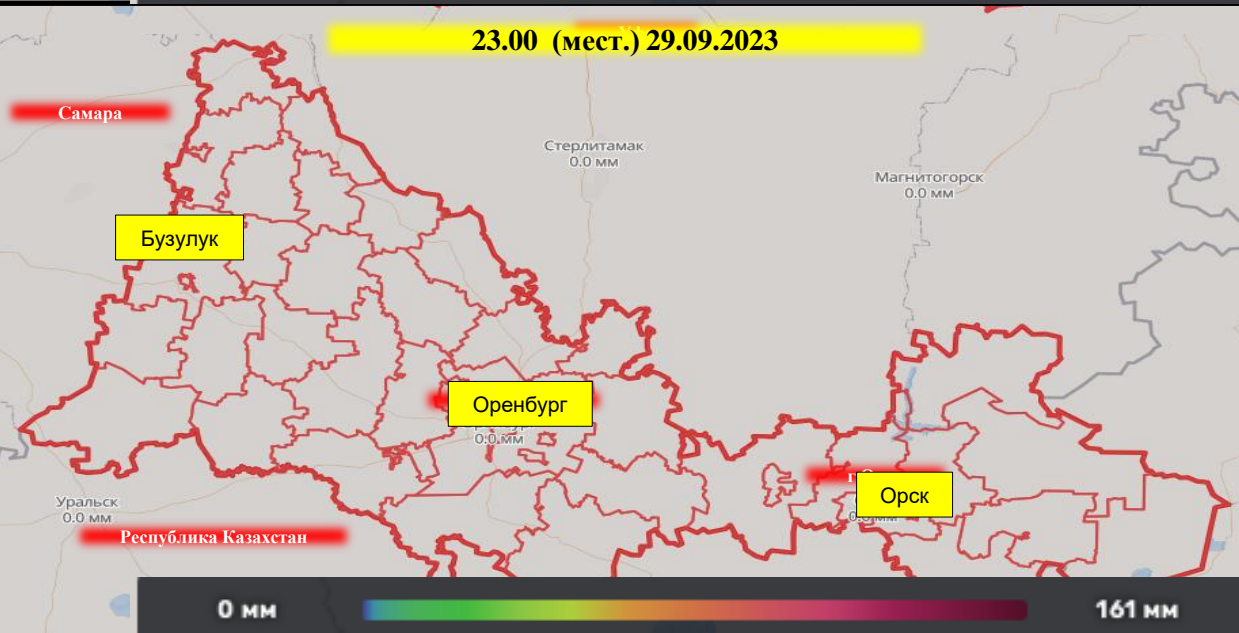 23.00 (мест.) 29.09.2023
Самара
Стерлитамак
0.0 мм
Магнитогорск
0.0 мм
Бузулук
Оренбург
0.0 мм
Орск
Уральск
0.0 мм
Республика Казахстан
0 мм
161 мм